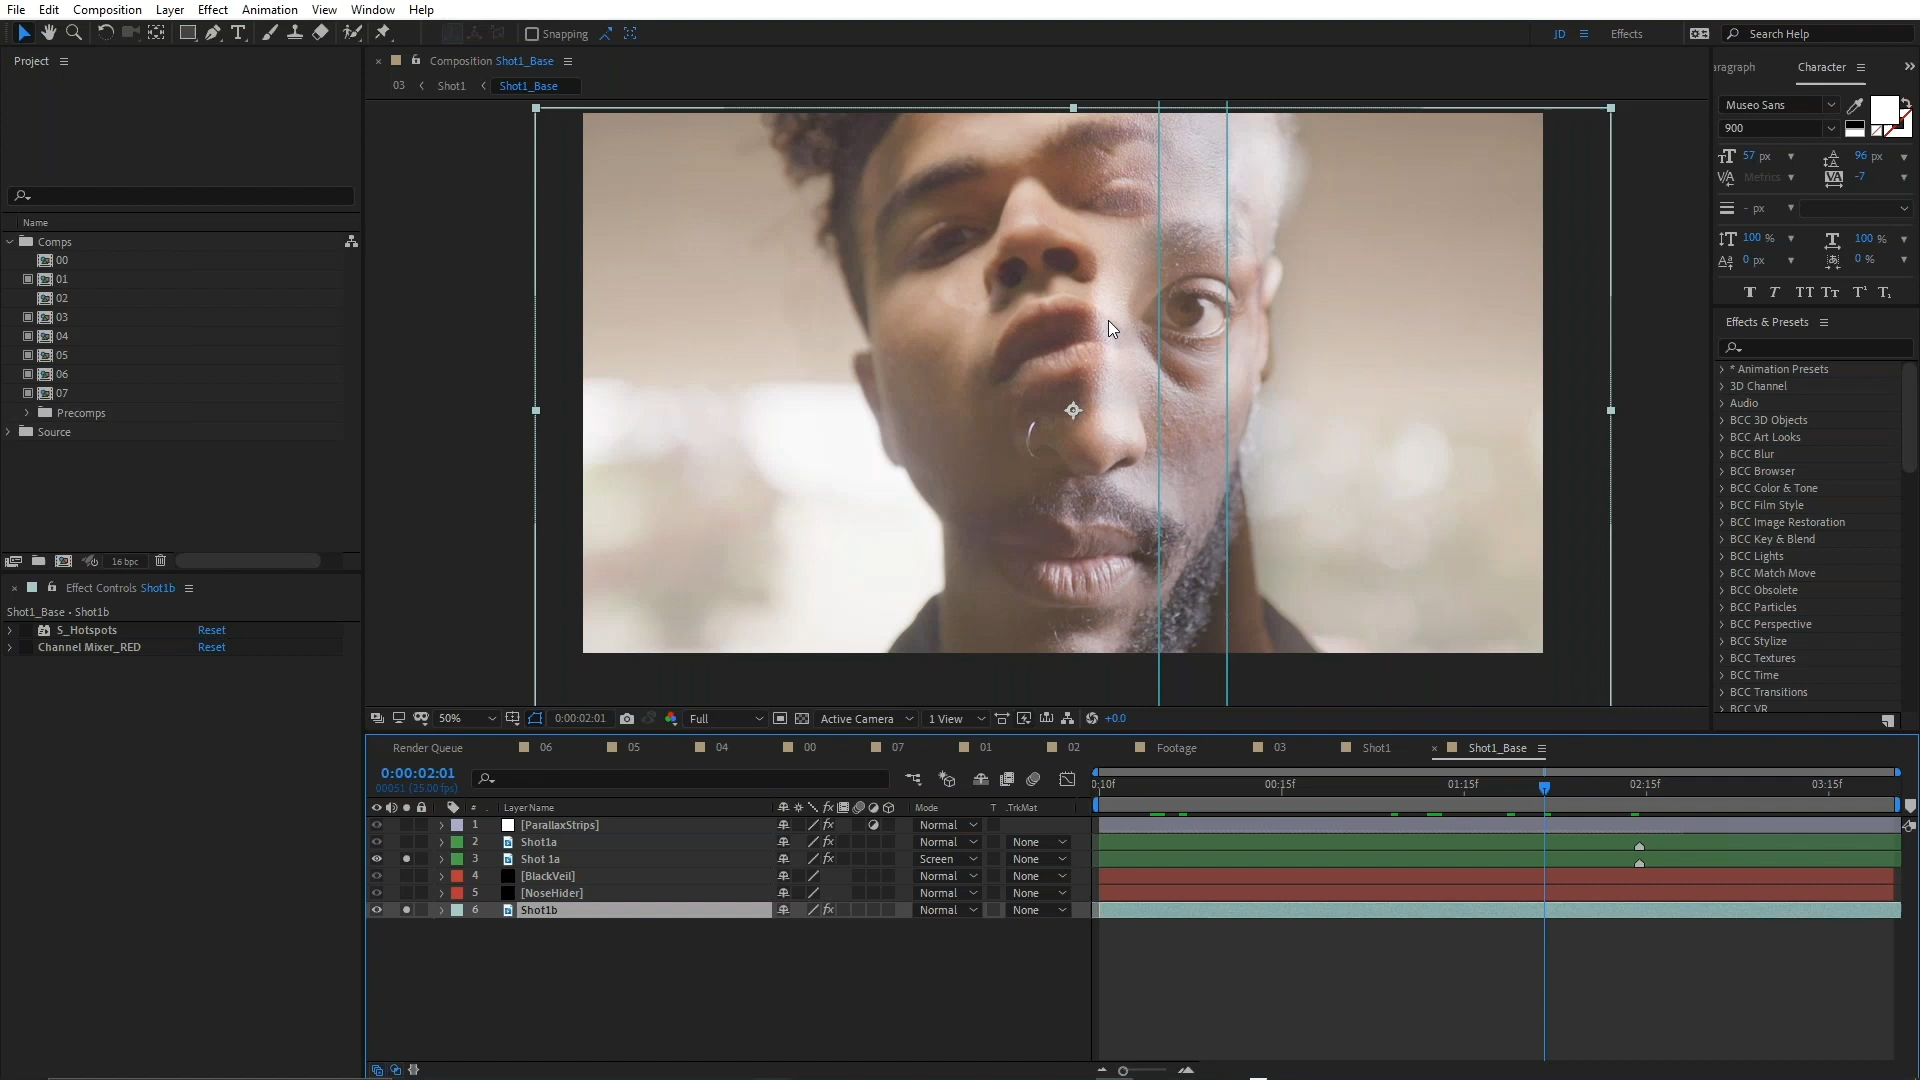 File Edit Composition Layer Effect Animation View Window Help
Snapping
JD Effects Search Help
Project
Name
Comps
00
01
02
03
04
05
06
07
Precomps
Source
16 bpc
Effect Controls Shot1b
Shot1_Base • Shot1b
S_Hotspots Reset
Channel Mixer_RED Reset
Composition Shot1_Base
03 Shot1 Shot1_Base
50% 0:00:02:01 Full Active Camera 1 View +0.0
aragraph Character
Museo Sans
900
57 px 96 px
Metrics -7
- px
100 % 100 %
0 px 0 %
T T TT Tт T¹ T₁
Effects & Presets
* Animation Presets
3D Channel
Audio
BCC 3D Objects
BCC Art Looks
BCC Blur
BCC Browser
BCC Color & Tone
BCC Film Style
BCC Image Restoration
BCC Key & Blend
BCC Lights
BCC Match Move
BCC Obsolete
BCC Particles
BCC Perspective
BCC Stylize
BCC Textures
BCC Time
BCC Transitions
BCC VR
Render Queue 06 05 04 00 07 01 02 Footage 03 Shot1 Shot1_Base
0:00:02:01
00051 (25.00 fps)
0:10f 00:15f 01:15f 02:15f 03:15f
# Layer Name Mode T .TrkMat
1 [ParallaxStrips] Normal
2 Shot1a Normal None
3 Shot 1a Screen None
4 [BlackVeil] Normal None
5 [NoseHider] Normal None
6 Shot1b Normal None